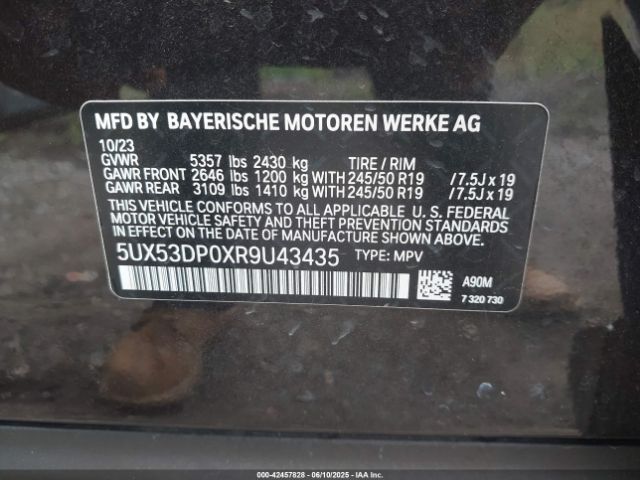 MFD BY BAYERISCHE MOTOREN WERKE AG
10/23
GVWR 5357 lbs 2430 kg TIRE / RIM
GAWR FRONT 2646 lbs 1200 kg WITH 245/50 R19 / 7.5J x 19
GAWR REAR 3109 lbs 1410 kg WITH 245/50 R19 / 7.5J x 19
THIS VEHICLE CONFORMS TO ALL APPLICABLE U. S. FEDERAL
MOTOR VEHICLE SAFETY AND THEFT PREVENTION STANDARDS
IN EFFECT ON THE DATE OF MANUFACTURE SHOWN ABOVE.
5UX53DP0XR9U43435 TYPE: MPV
A90M
7 320 730
000-42457828 - 06/10/2025 - IAA Inc.